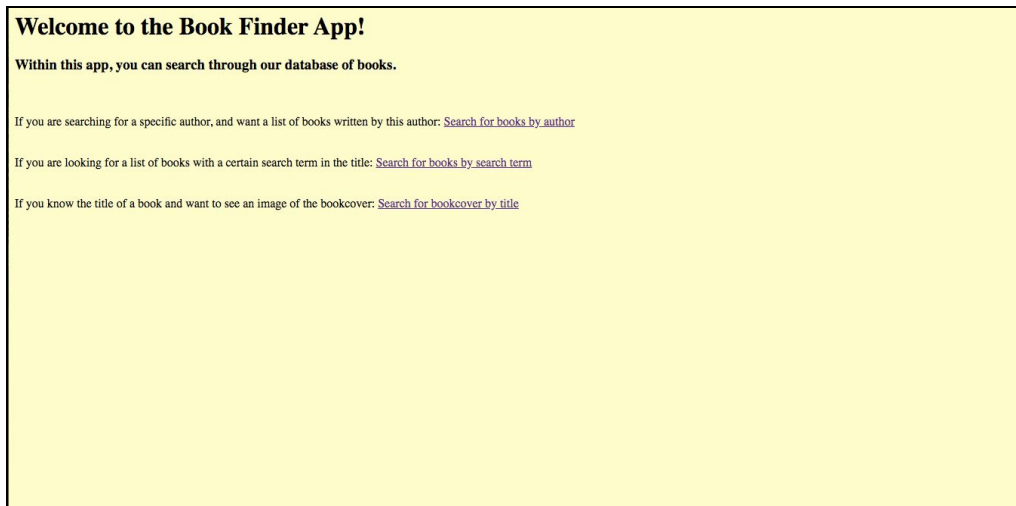 Welcome to the Book Finder App!
Within this app, you can search through our database of books.
If you are searching for a specific author, and want a list of books written by this author: Search for books by author
If you are looking for a list of books with a certain search term in the title: Search for books by search term
If you know the title of a book and want to see an image of the bookcover: Search for bookcover by title